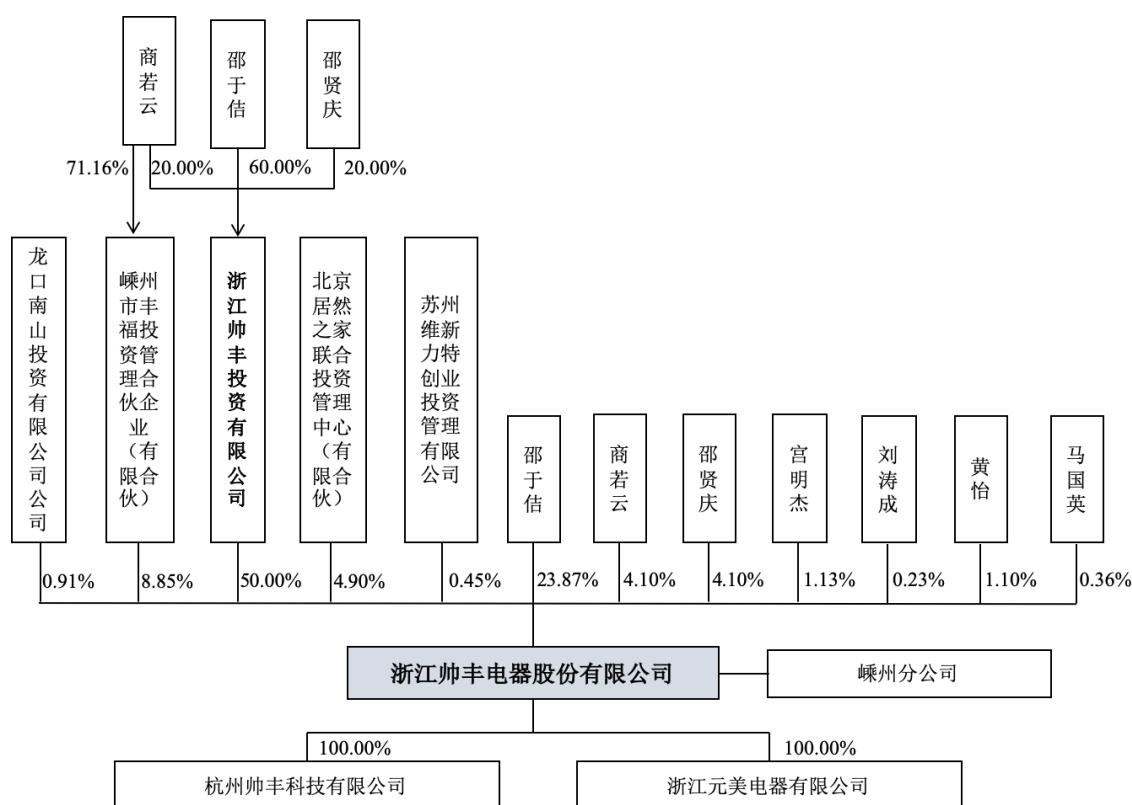 商若云
邵于佶
邵贤庆
71.16%
20.00%
60.00%
20.00%
龙口南山投资有限公司公司
嵊州市丰福投资管理合伙企业（有限合伙）
浙江帅丰投资有限公司
北京居然之家联合投资管理中心（有限合伙）
苏州维新力特创业投资管理有限公司
邵于佶
商若云
邵贤庆
宫明杰
刘涛成
黄怡
马国英
0.91%
8.85%
50.00%
4.90%
0.45%
23.87%
4.10%
4.10%
1.13%
0.23%
1.10%
0.36%
浙江帅丰电器股份有限公司
嵊州分公司
100.00%
100.00%
杭州帅丰科技有限公司
浙江元美电器有限公司